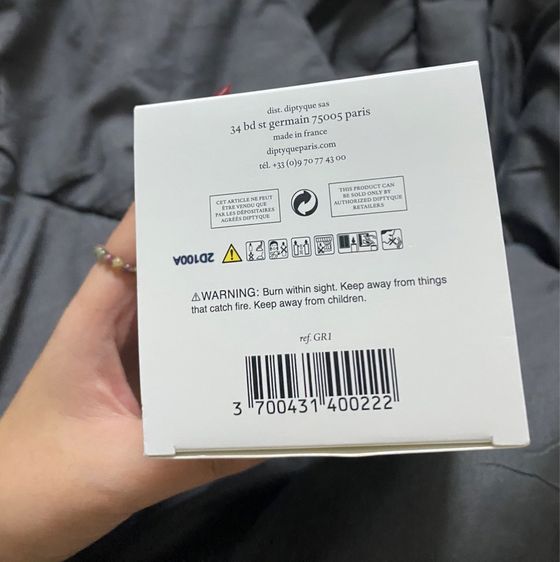 dist. diptyque sas
34 bd st germain 75005 paris
made in france
diptyqueparis.com
tél. +33 (0)9 70 77 43 00
CET ARTICLE NE PEUT
ÊTRE VENDU QUE
PAR LES DÉPOSITAIRES
AGRÉÉS DIPTYQUE
THIS PRODUCT CAN
BE SOLD ONLY BY
AUTHORIZED DIPTYQUE
RETAILERS
2D100A
⚠WARNING: Burn within sight. Keep away from things
that catch fire. Keep away from children.
ref. GR1
3 700431 400222